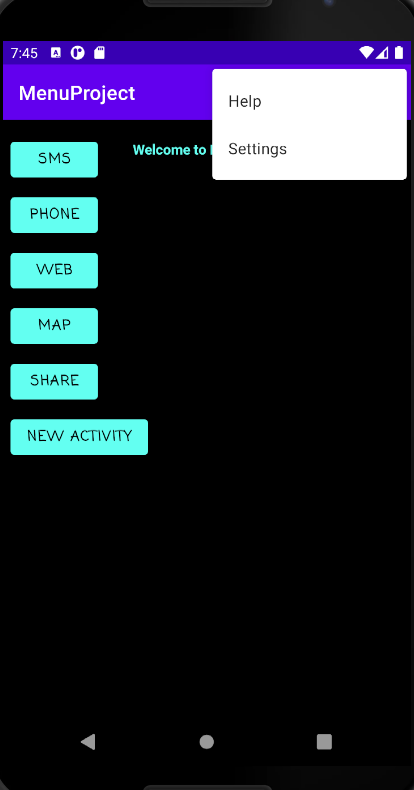 7:45
MenuProject
Help
Settings
Welcome to
SMS
PHONE
WEB
MAP
SHARE
NEW ACTIVITY